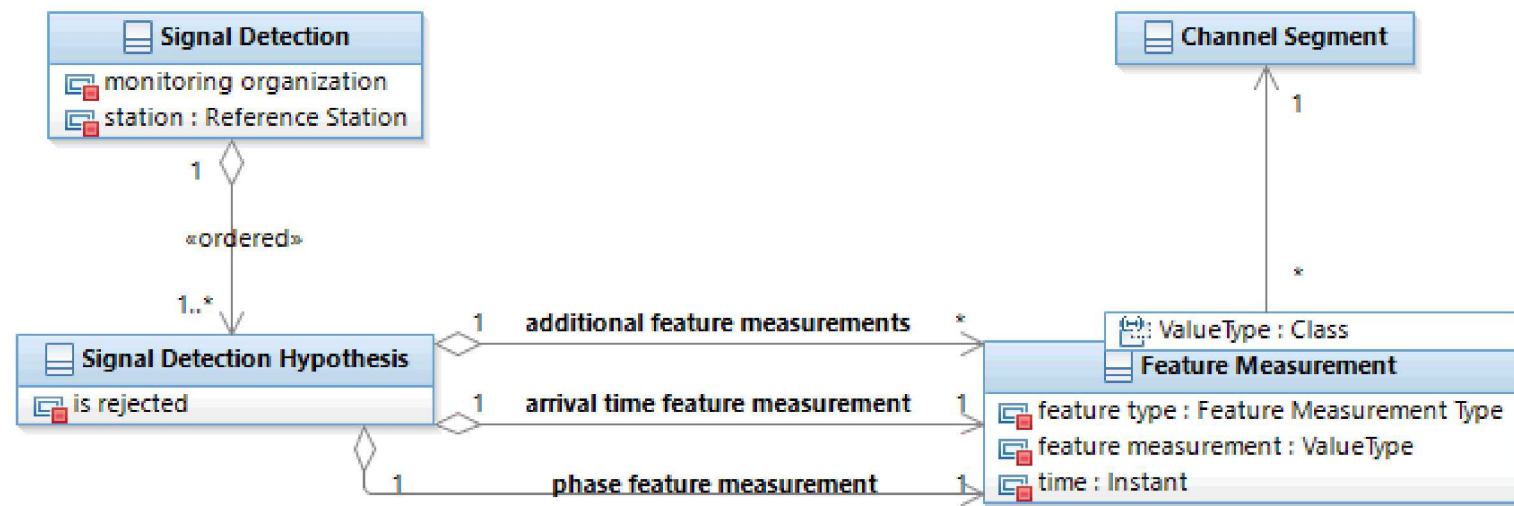 Signal Detection
monitoring organization
station : Reference Station
1
«ordered»
1..*
Signal Detection Hypothesis
is rejected
1 additional feature measurements *
1 arrival time feature measurement 1
1 phase feature measurement 1
Channel Segment
1
*
: ValueType : Class
Feature Measurement
feature type : Feature Measurement Type
feature measurement : ValueType
time : Instant